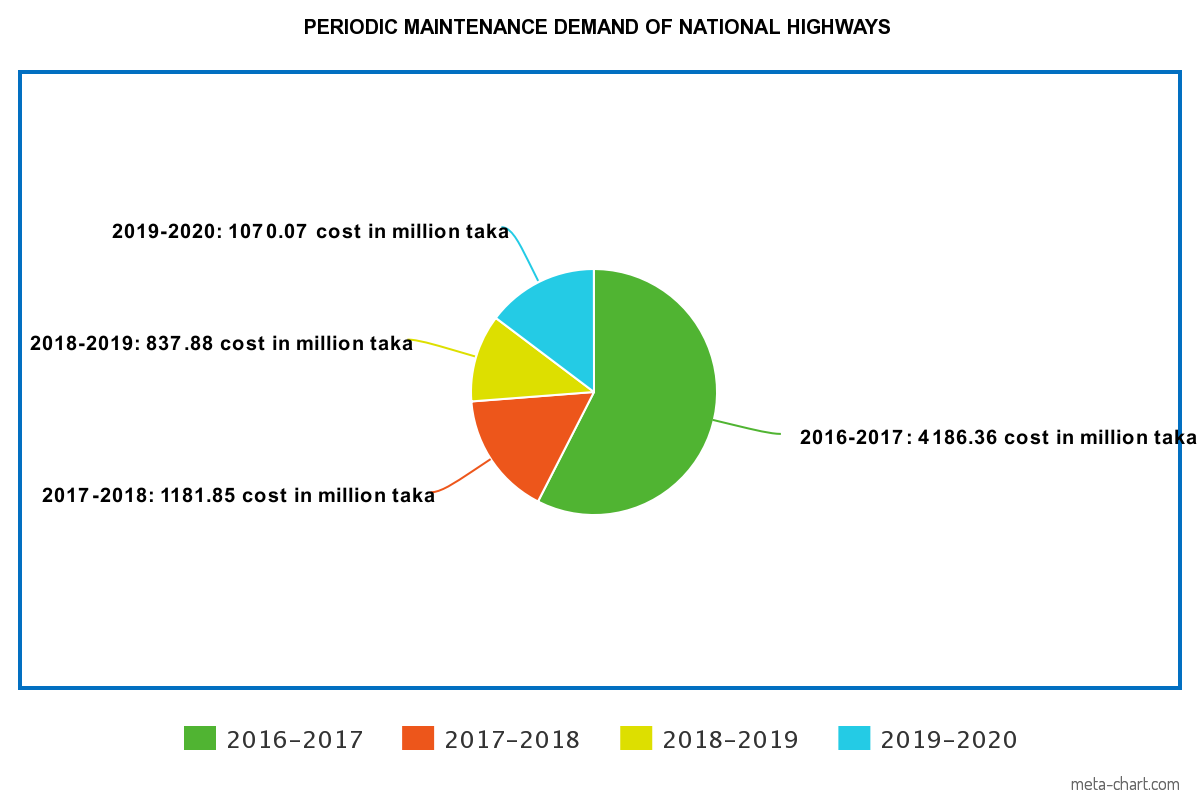 PERIODIC MAINTENANCE DEMAND OF NATIONAL HIGHWAYS
2019-2020: 1070.07 cost in million taka
2018-2019: 837.88 cost in million taka
2016-2017: 4186.36 cost in million taka
2017-2018: 1181.85 cost in million taka
2016-2017 2017-2018 2018-2019 2019-2020
meta-chart.com